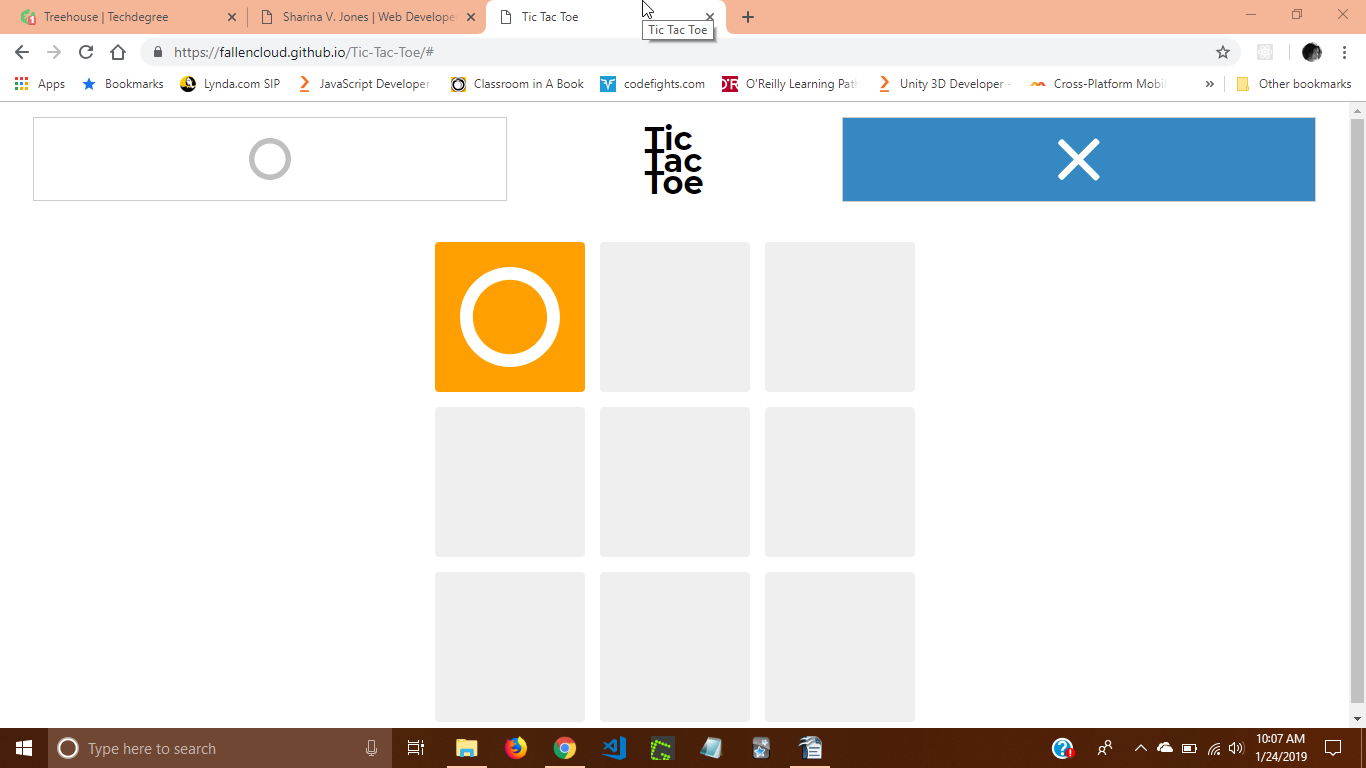 Treehouse | Techdegree
Sharina V. Jones | Web Develope
Tic Tac Toe
Tic Tac Toe
https://fallencloud.github.io/Tic-Tac-Toe/#
Apps
Bookmarks
Lynda.com SIP
JavaScript Developer
Classroom in A Book
codefights.com
O'Reilly Learning Path
Unity 3D Developer -
Cross-Platform Mobil
»
Other bookmarks
Tic
Tac
Toe
Type here to search
10:07 AM
1/24/2019